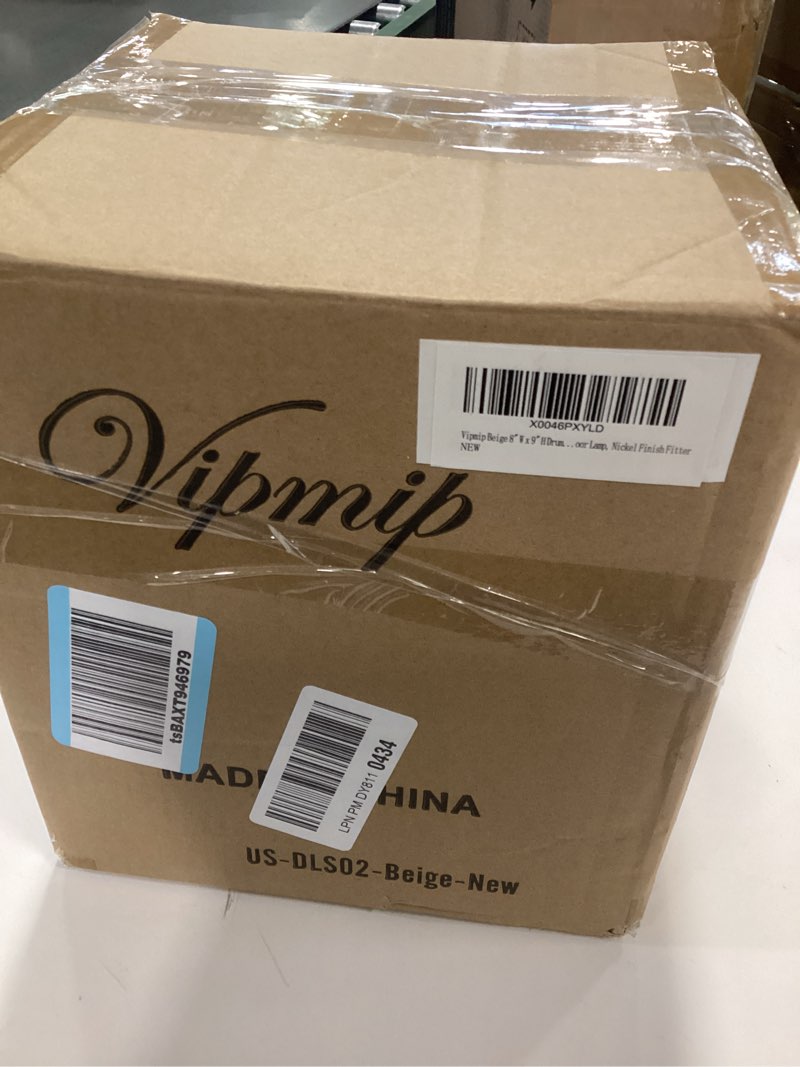 X0046PXYLD
Vipmip Beige 8" W x 9" H Drum...oor Lamp, Nickel Finish Fitter
NEW
Vipmip
tsBAXT946979
LPN PM DY811 0434
MAD HINA
US-DLS02-Beige-New